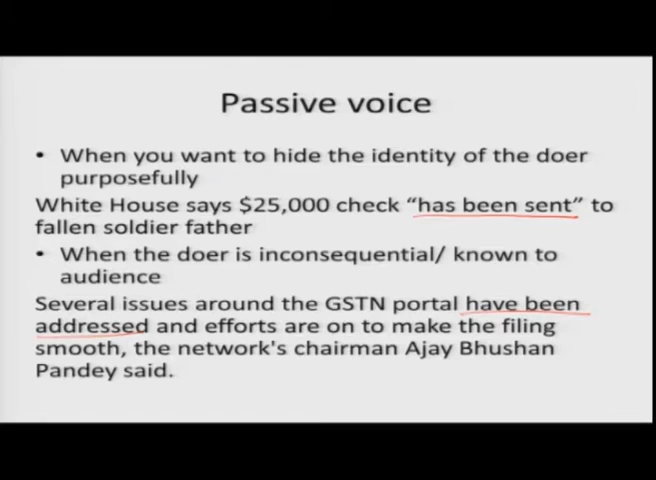 Passive voice
• When you want to hide the identity of the doer
purposefully
White House says $25,000 check “has been sent” to
fallen soldier father
• When the doer is inconsequential/ known to
audience
Several issues around the GSTN portal have been
addressed and efforts are on to make the filing
smooth, the network's chairman Ajay Bhushan
Pandey said.